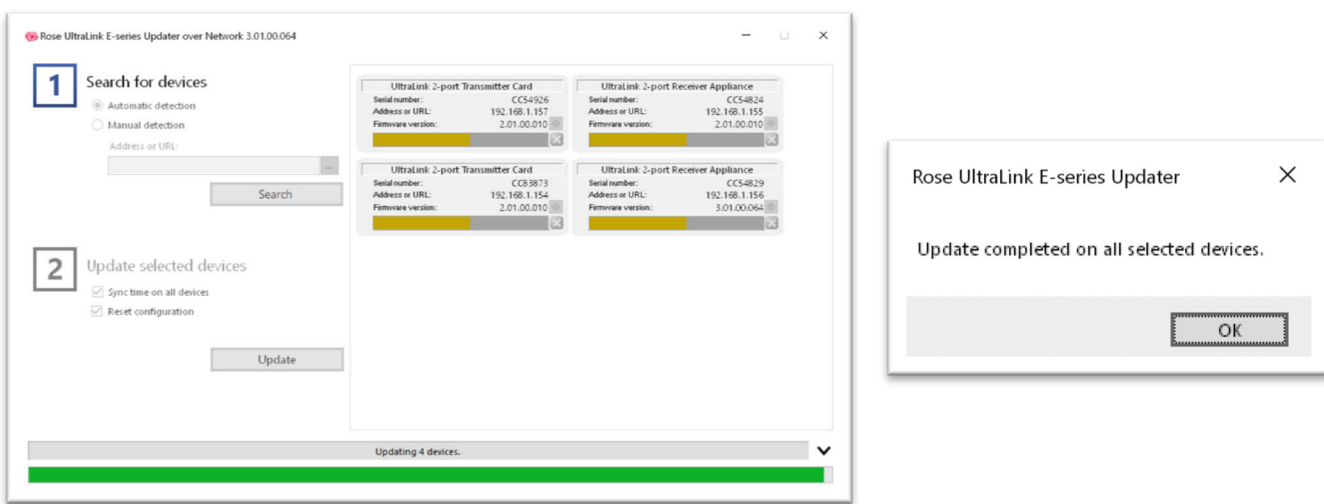 Rose UltraLink E-series Updater over Network 3.01.00.064
1
Search for devices
Automatic detection
Manual detection
Address or URL:
...
Search
2
Update selected devices
Sync time on all devices
Reset configuration
Update
UltraLink 2-port Transmitter Card
Serial number: CC54926
Address or URL: 192.168.1.157
Firmware version: 2.01.00.010
UltraLink 2-port Receiver Appliance
Serial number: CC54824
Address or URL: 192.168.1.155
Firmware version: 2.01.00.010
UltraLink 2-port Transmitter Card
Serial number: CC83873
Address or URL: 192.168.1.154
Firmware version: 2.01.00.010
UltraLink 2-port Receiver Appliance
Serial number: CC54829
Address or URL: 192.168.1.156
Firmware version: 3.01.00.064
Updating 4 devices.
Rose UltraLink E-series Updater
Update completed on all selected devices.
OK